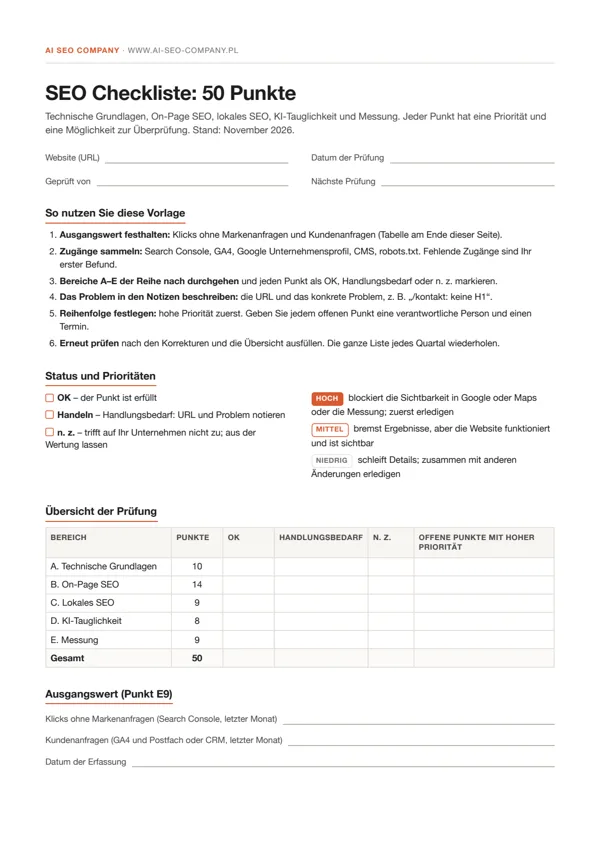 AI SEO COMPANY · WWW.AI-SEO-COMPANY.PL
SEO Checkliste: 50 Punkte
Technische Grundlagen, On-Page SEO, lokales SEO, KI-Tauglichkeit und Messung. Jeder Punkt hat eine Priorität und
eine Möglichkeit zur Überprüfung. Stand: November 2026.
Website (URL)
Datum der Prüfung
Geprüft von
Nächste Prüfung
So nutzen Sie diese Vorlage
1. Ausgangswert festhalten: Klicks ohne Markenanfragen und Kundenanfragen (Tabelle am Ende dieser Seite).
2. Zugänge sammeln: Search Console, GA4, Google Unternehmensprofil, CMS, robots.txt. Fehlende Zugänge sind Ihr
erster Befund.
3. Bereiche A–E der Reihe nach durchgehen und jeden Punkt als OK, Handlungsbedarf oder n. z. markieren.
4. Das Problem in den Notizen beschreiben: die URL und das konkrete Problem, z. B. „/kontakt: keine H1“.
5. Reihenfolge festlegen: hohe Priorität zuerst. Geben Sie jedem offenen Punkt eine verantwortliche Person und einen
Termin.
6. Erneut prüfen nach den Korrekturen und die Übersicht ausfüllen. Die ganze Liste jedes Quartal wiederholen.
Status und Prioritäten
OK – der Punkt ist erfüllt
Handeln – Handlungsbedarf: URL und Problem notieren
n. z. – trifft auf Ihr Unternehmen nicht zu; aus der
Wertung lassen
HOCH blockiert die Sichtbarkeit in Google oder Maps
oder die Messung; zuerst erledigen
MITTEL bremst Ergebnisse, aber die Website funktioniert
und ist sichtbar
NIEDRIG schleift Details; zusammen mit anderen
Änderungen erledigen
Übersicht der Prüfung
BEREICH PUNKTE OK HANDLUNGSBEDARF N. Z. OFFENE PUNKTE MIT HOHER
PRIORITÄT
A. Technische Grundlagen 10
B. On-Page SEO 14
C. Lokales SEO 9
D. KI-Tauglichkeit 8
E. Messung 9
Gesamt 50
Ausgangswert (Punkt E9)
Klicks ohne Markenanfragen (Search Console, letzter Monat)
Kundenanfragen (GA4 und Postfach oder CRM, letzter Monat)
Datum der Erfassung